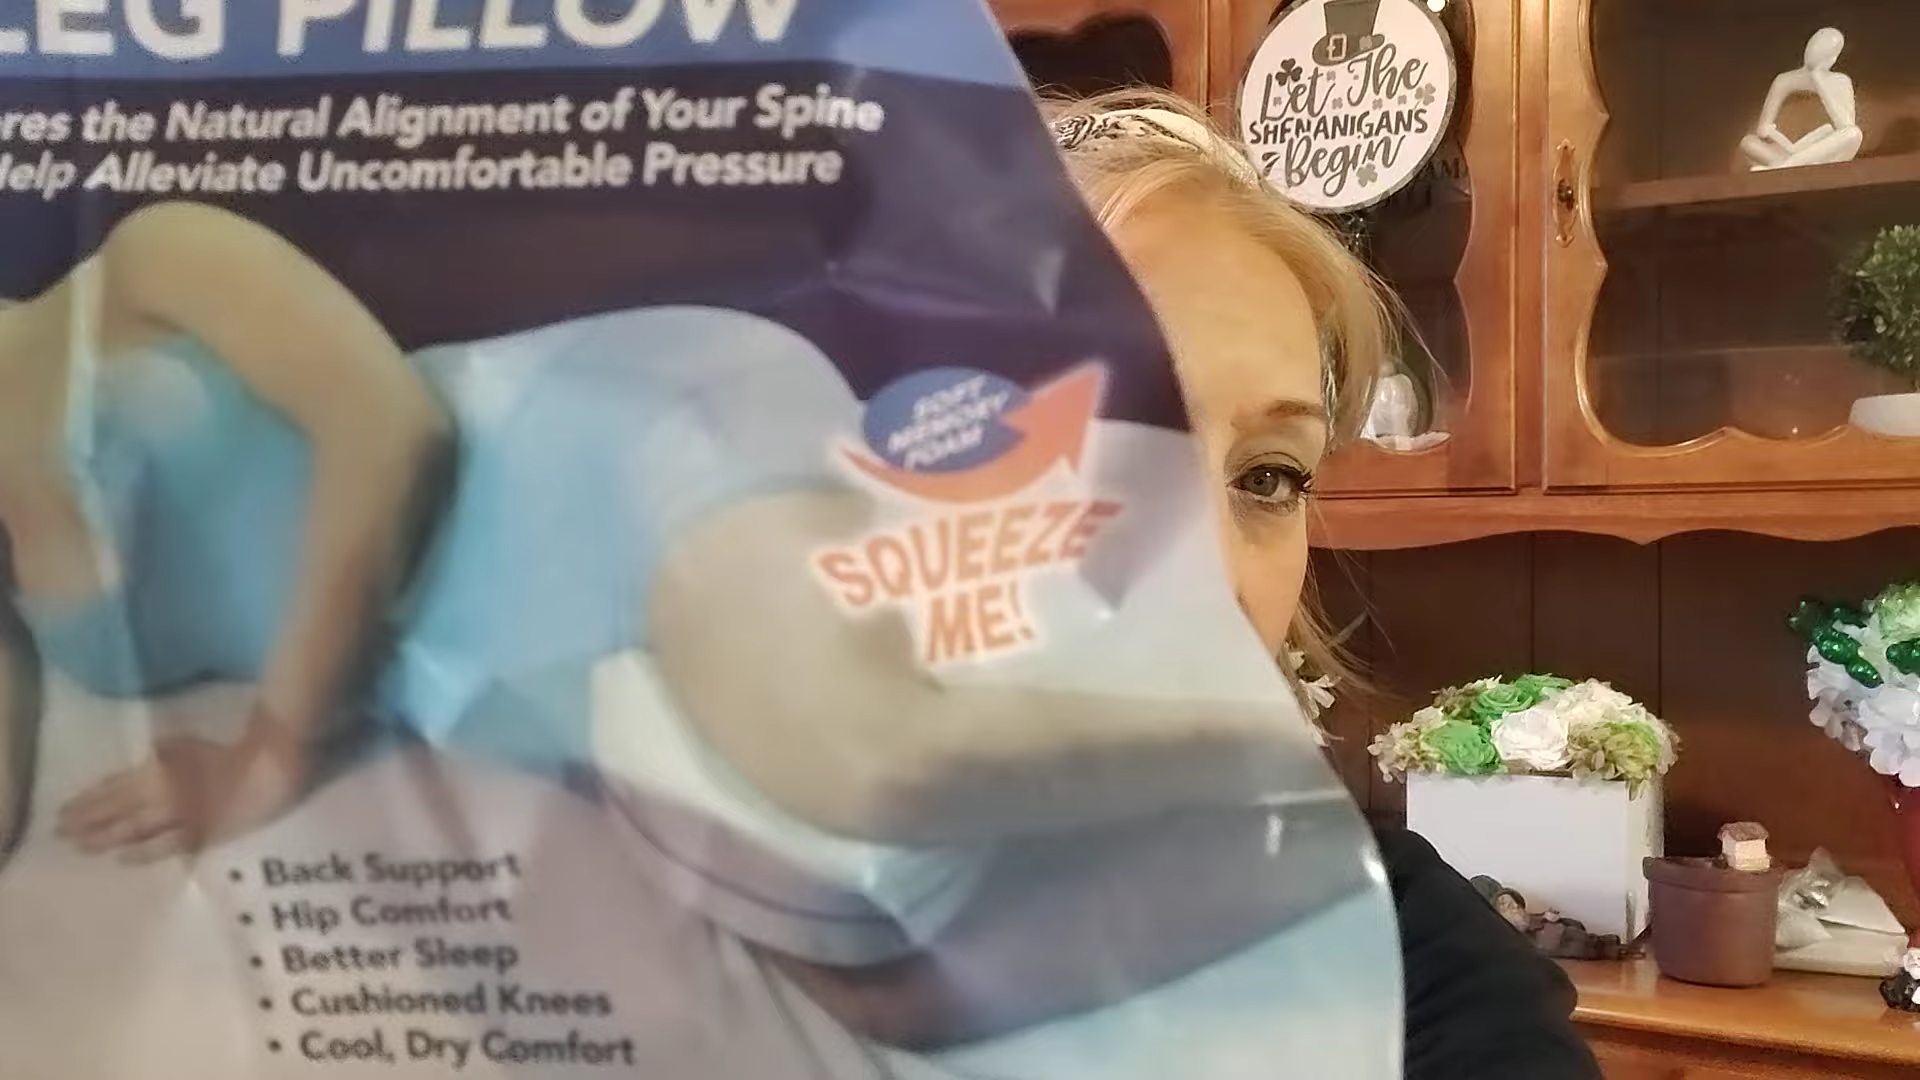 LEG PILLOW
res the Natural Alignment of Your Spine
Help Alleviate Uncomfortable Pressure
SOFT
MEMORY
FOAM
SQUEEZE
ME!
• Back Support
• Hip Comfort
• Better Sleep
• Cushioned Knees
• Cool, Dry Comfort
Let The
SHENANIGANS
Begin